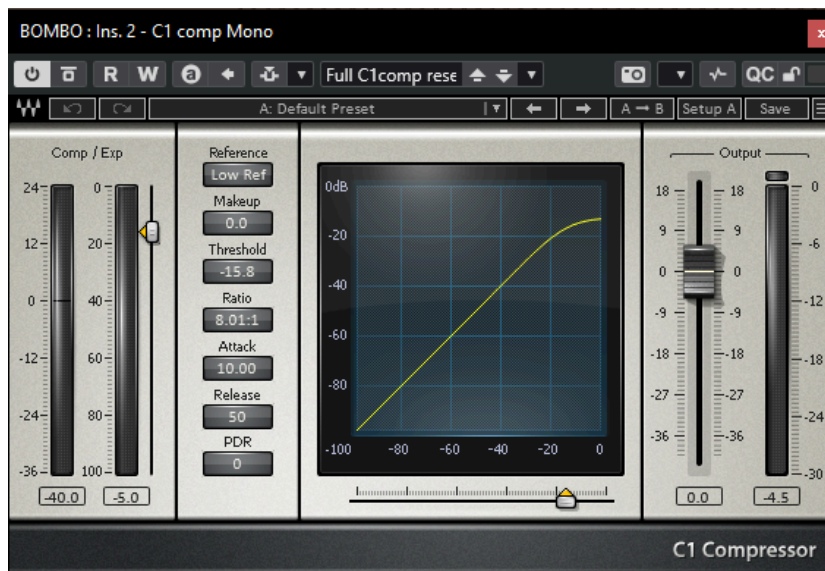 BOMBO : Ins. 2 - C1 comp Mono
x
R W a Full C1comp rese QC
A: Default Preset A → B Setup A Save
Comp / Exp
24
12
0
-12
-24
-36
0
20
40
60
80
100
-40.0 -5.0
Reference
Low Ref
Makeup
0.0
Threshold
-15.8
Ratio
8.01:1
Attack
10.00
Release
50
PDR
0
0dB
-20
-40
-60
-80
-100 -80 -60 -40 -20 0
Output
18 18
9 9
0 0
-9 -9
-18 -18
-27 -27
-36 -36
0
-6
-12
-18
-24
-30
0.0 -4.5
C1 Compressor